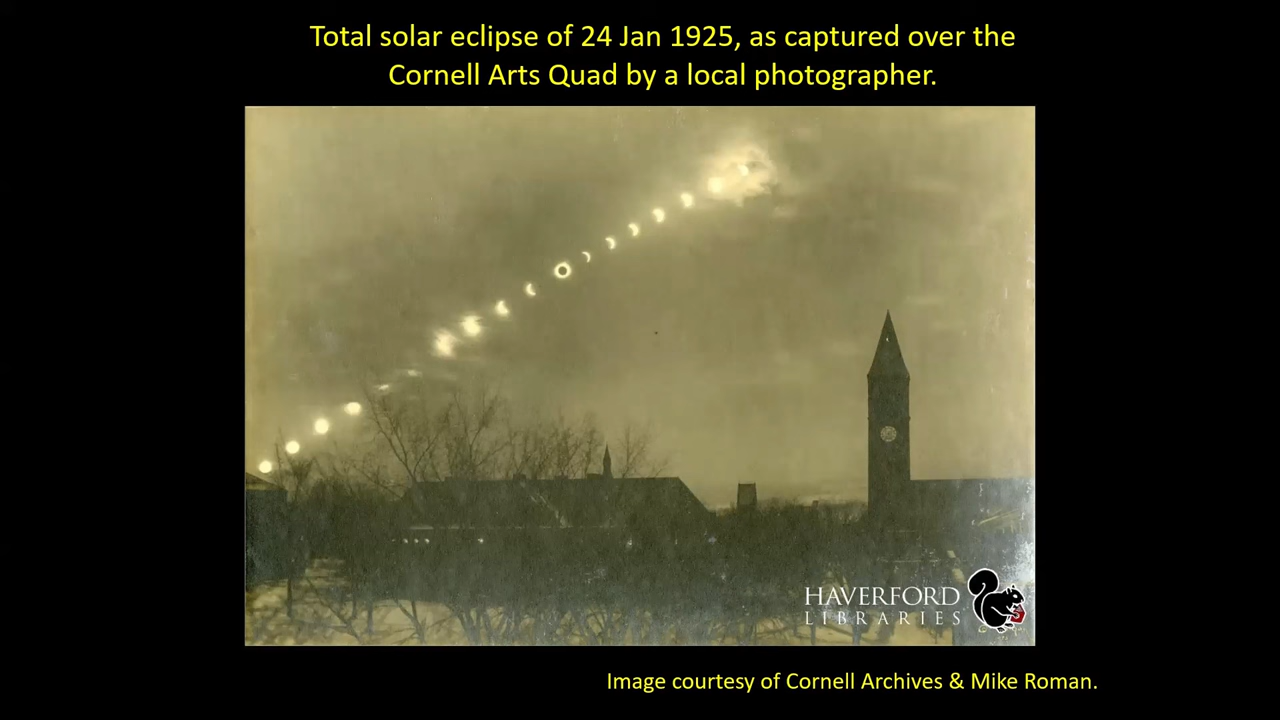 Total solar eclipse of 24 Jan 1925, as captured over the
Cornell Arts Quad by a local photographer.
HAVERFORD
LIBRARIES
Image courtesy of Cornell Archives & Mike Roman.